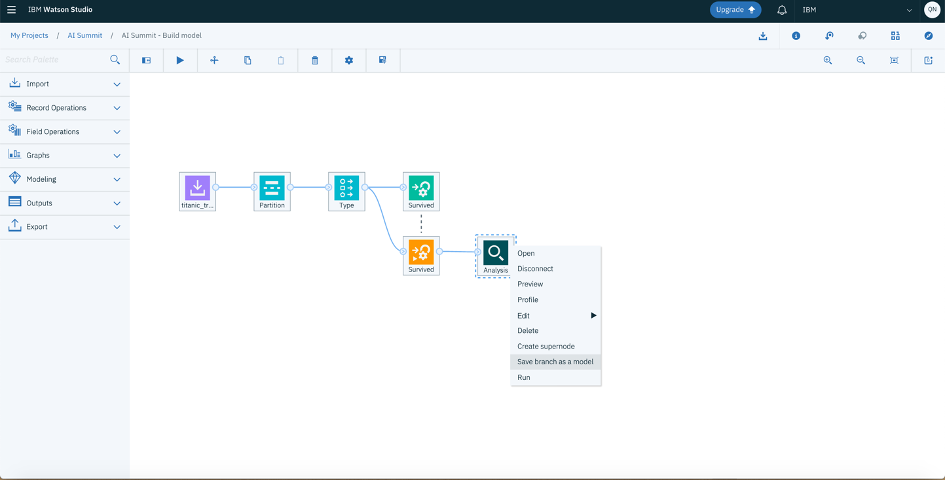 IBM Watson Studio
Upgrade
IBM
QN
My Projects / AI Summit / AI Summit - Build model
Search Palette
Import
Record Operations
Field Operations
Graphs
Modeling
Outputs
Export
titanic_tr...
Partition
Type
Survived
Survived
Analysis
Open
Disconnect
Preview
Profile
Edit
Delete
Create supernode
Save branch as a model
Run